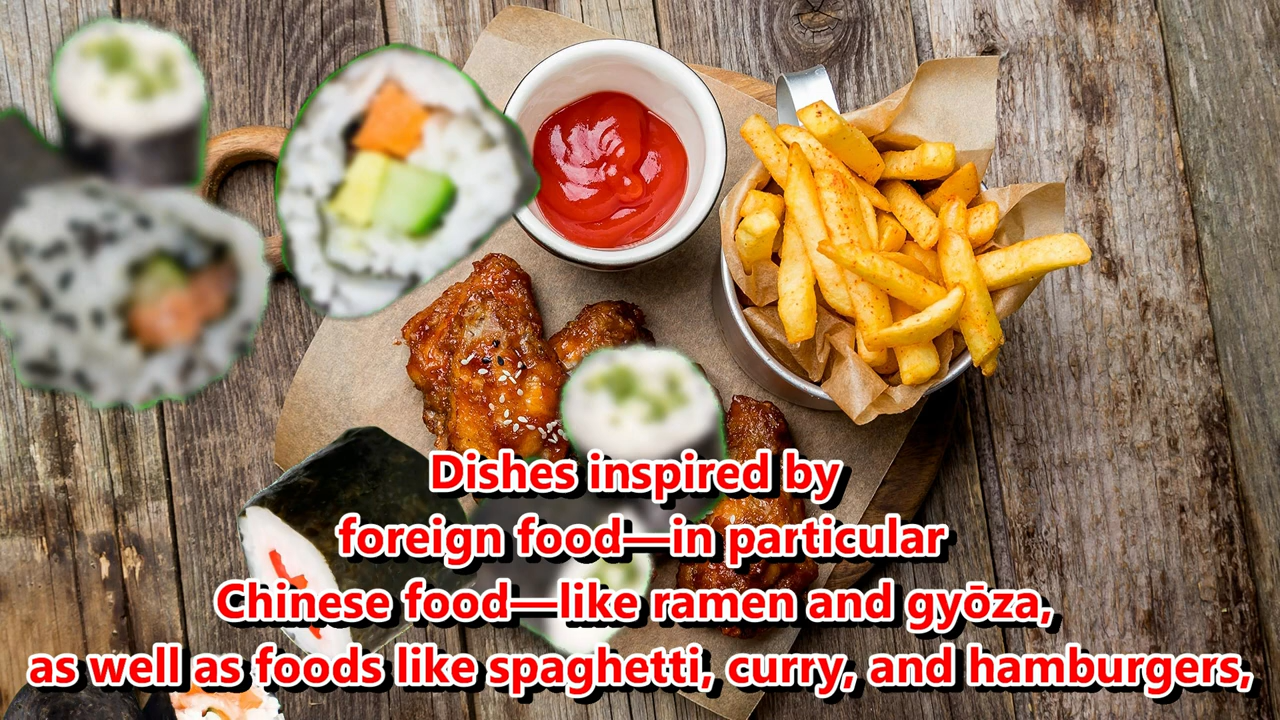 Dishes inspired by
foreign food—in particular
Chinese food—like ramen and gyōza,
as well as foods like spaghetti, curry, and hamburgers,